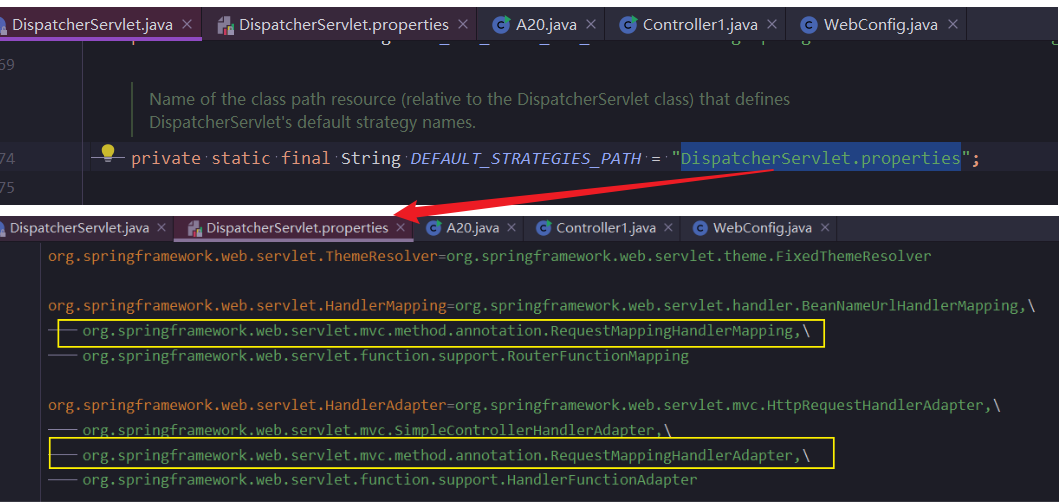 DispatcherServlet.java × DispatcherServlet.properties × A20.java × Controller1.java × WebConfig.java ×
69
Name of the class path resource (relative to the DispatcherServlet class) that defines
DispatcherServlet's default strategy names.
74 private static final String DEFAULT_STRATEGIES_PATH = "DispatcherServlet.properties";
75
DispatcherServlet.java × DispatcherServlet.properties × A20.java × Controller1.java × WebConfig.java ×
org.springframework.web.servlet.ThemeResolver=org.springframework.web.servlet.theme.FixedThemeResolver
org.springframework.web.servlet.HandlerMapping=org.springframework.web.servlet.handler.BeanNameUrlHandlerMapping,\
org.springframework.web.servlet.mvc.method.annotation.RequestMappingHandlerMapping,\
org.springframework.web.servlet.function.support.RouterFunctionMapping
org.springframework.web.servlet.HandlerAdapter=org.springframework.web.servlet.mvc.HttpRequestHandlerAdapter,\
org.springframework.web.servlet.mvc.SimpleControllerHandlerAdapter,\
org.springframework.web.servlet.mvc.method.annotation.RequestMappingHandlerAdapter,\
org.springframework.web.servlet.function.support.HandlerFunctionAdapter